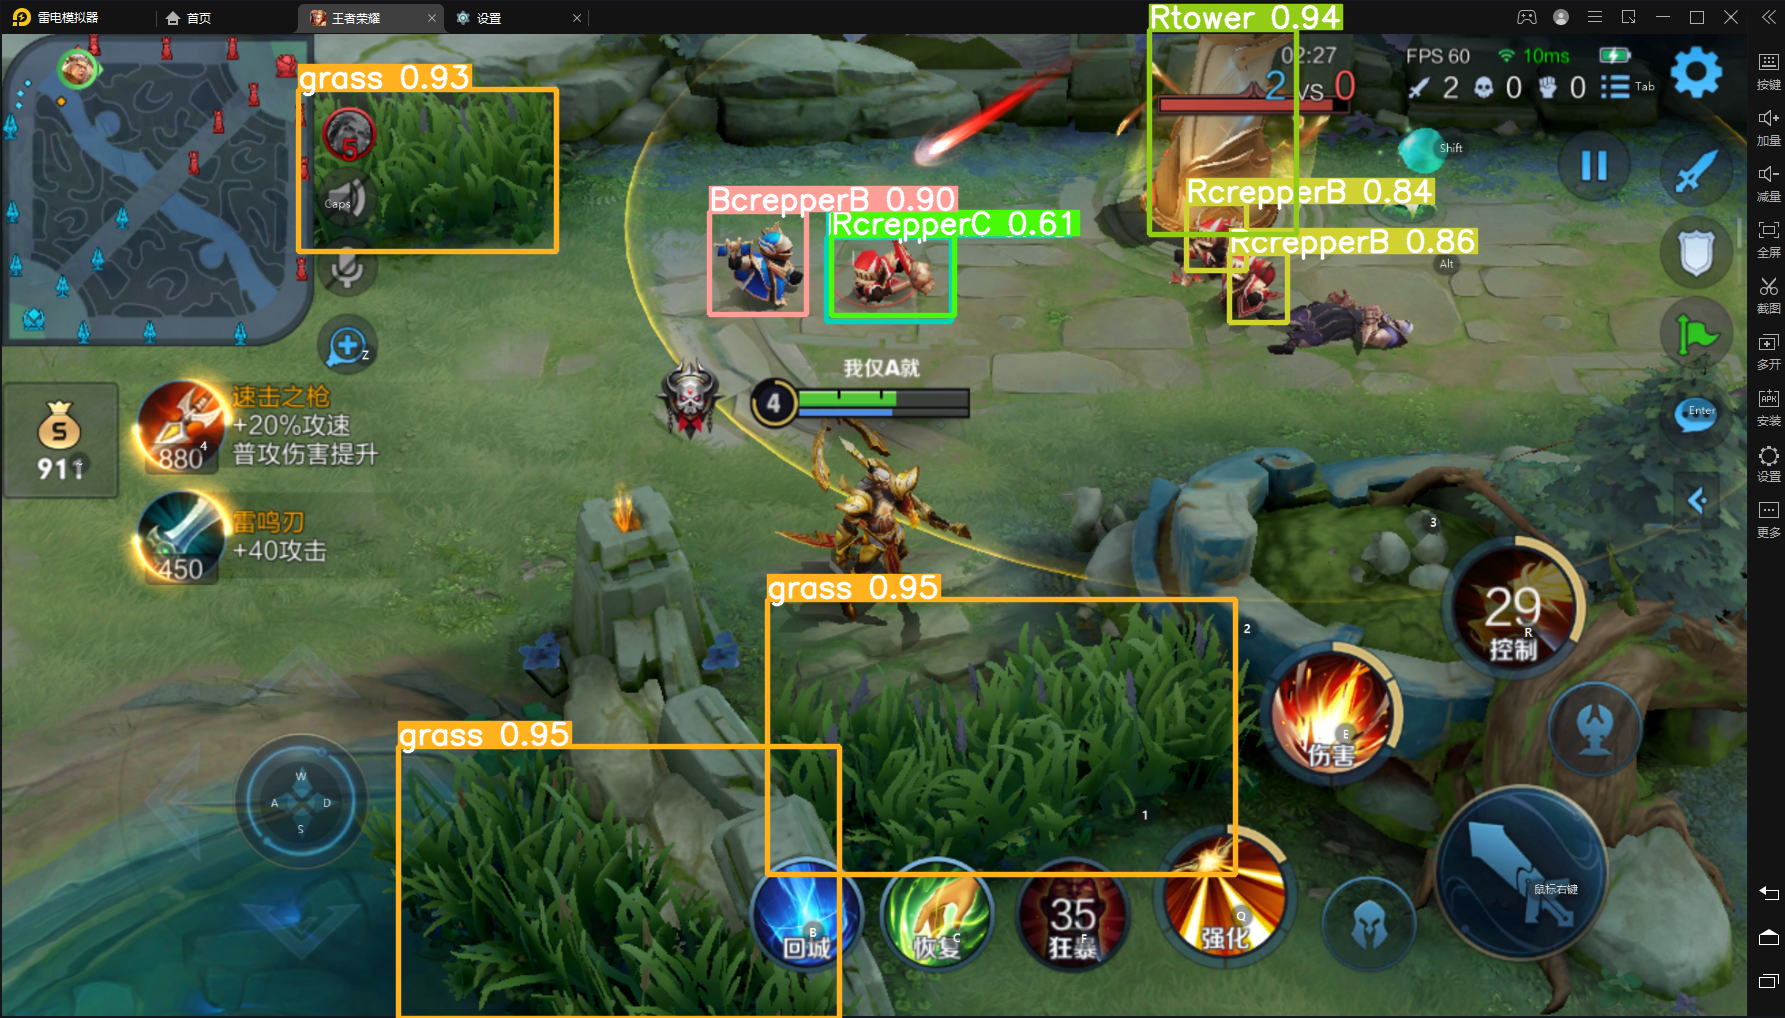 雷电模拟器
首页
王者荣耀
设置
Rtower 0.94
02:27
FPS 60
10ms
2 VS 0
2
0
0
Tab
按键
加量
减量
全屏
截图
多开
安装
设置
更多
grass 0.93
5
Caps
Shift
BcrepperB 0.90
RcrepperC 0.61
RcrepperB 0.84
RcrepperB 0.86
Alt
Z
我仅A就
4
Enter
APK
S
911
速击之枪
+20%攻速
普攻伤害提升
880
4
雷鸣刃
+40攻击
450
3
29
R
控制
grass 0.95
2
E
伤害
grass 0.95
W
A
D
S
1
B
回城
C
恢复
35
F
狂暴
Q
强化
鼠标右键